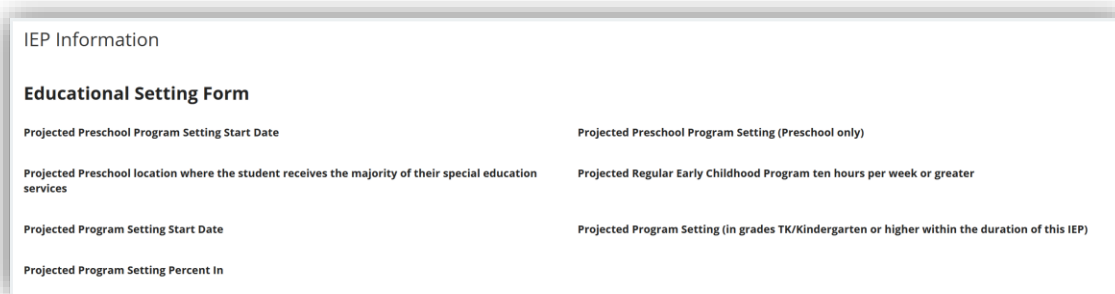 IEP Information
Educational Setting Form
Projected Preschool Program Setting Start Date
Projected Preschool Program Setting (Preschool only)
Projected Preschool location where the student receives the majority of their special education
services
Projected Regular Early Childhood Program ten hours per week or greater
Projected Program Setting Start Date
Projected Program Setting (in grades TK/Kindergarten or higher within the duration of this IEP)
Projected Program Setting Percent In